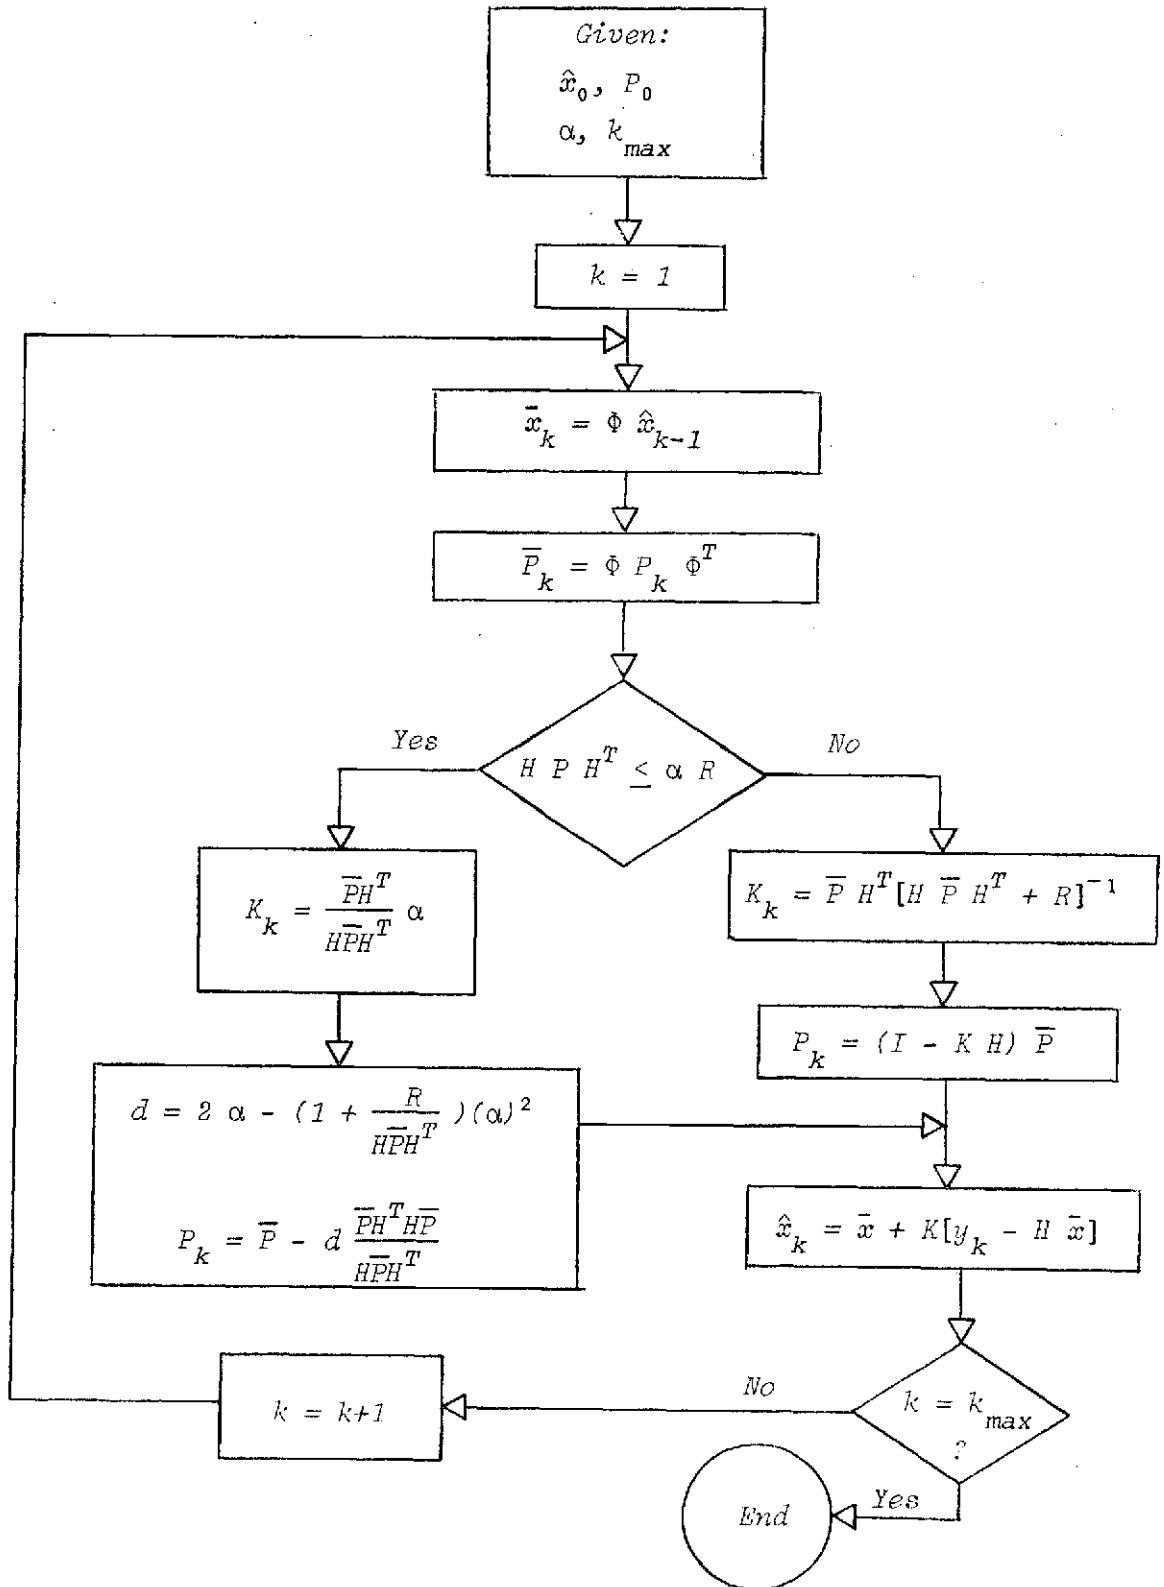 Given:
x̂₀, P₀
α, k_max
k = 1
x̄_k = Φ x̂_{k-1}
P̄_k = Φ P_k Φ^T
Yes
H P H^T ≤ α R
No
K_k = P̄H^T / HP̄H^T α
K_k = P̄ H^T [H P̄ H^T + R]^{-1}
P_k = (I - K H) P̄
d = 2 α - (1 + R / HP̄H^T )(α)²
P_k = P̄ - d P̄H^T HP̄ / HP̄H^T
x̂_k = x̄ + K[y_k - H x̄]
k = k+1
No
k = k_max
?
Yes
End